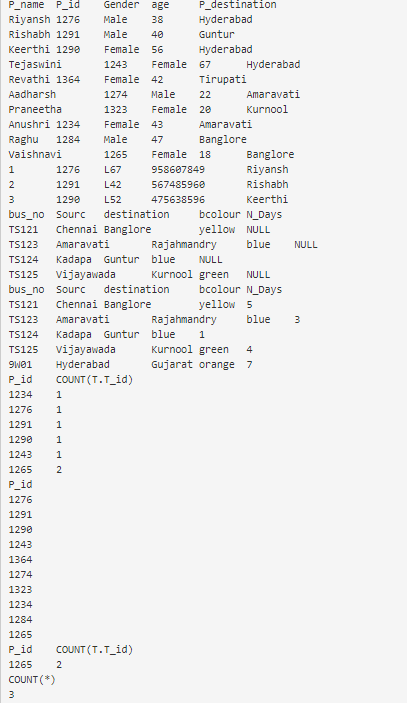 P_name P_id Gender age P_destination
Riyansh 1276 Male 38 Hyderabad
Rishabh 1291 Male 40 Guntur
Keerthi 1290 Female 56 Hyderabad
Tejaswini 1243 Female 67 Hyderabad
Revathi 1364 Female 42 Tirupati
Aadharsh 1274 Male 22 Amaravati
Praneetha 1323 Female 20 Kurnool
Anushri 1234 Female 43 Amaravati
Raghu 1284 Male 47 Banglore
Vaishnavi 1265 Female 18 Banglore
1 1276 L67 958607849 Riyansh
2 1291 L42 567485960 Rishabh
3 1290 L52 475638596 Keerthi
bus_no Sourc destination bcolour N_Days
TS121 Chennai Banglore yellow NULL
TS123 Amaravati Rajahmandry blue NULL
TS124 Kadapa Guntur blue NULL
TS125 Vijayawada Kurnool green NULL
bus_no Sourc destination bcolour N_Days
TS121 Chennai Banglore yellow 5
TS123 Amaravati Rajahmandry blue 3
TS124 Kadapa Guntur blue 1
TS125 Vijayawada Kurnool green 4
9W01 Hyderabad Gujarat orange 7
P_id COUNT(T.T_id)
1234 1
1276 1
1291 1
1290 1
1243 1
1265 2
P_id
1276
1291
1290
1243
1364
1274
1323
1234
1284
1265
P_id COUNT(T.T_id)
1265 2
COUNT(*)
3